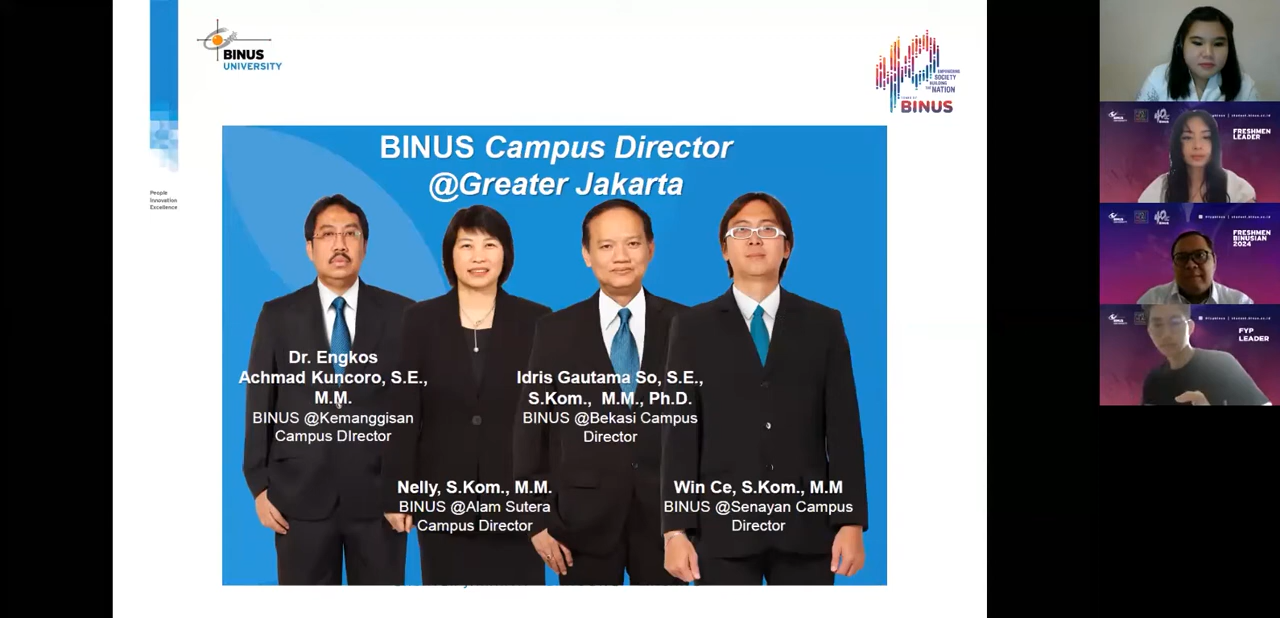 BINUS
UNIVERSITY
People
Innovation
Excellence
EMPOWERING
SOCIETY
BUILDING
THE NATION
YEARS OF
BINUS
BINUS Campus Director
@Greater Jakarta
Dr. Engkos
Achmad Kuncoro, S.E.,
M.M.
BINUS @Kemanggisan
Campus DIrector
Nelly, S.Kom., M.M.
BINUS @Alam Sutera
Campus Director
Idris Gautama So, S.E.,
S.Kom., M.M., Ph.D.
BINUS @Bekasi Campus
Director
Win Ce, S.Kom., M.M
BINUS @Senayan Campus
Director
FRESHMEN
LEADER
FRESHMEN
BINUSIAN
2024
FYP
LEADER